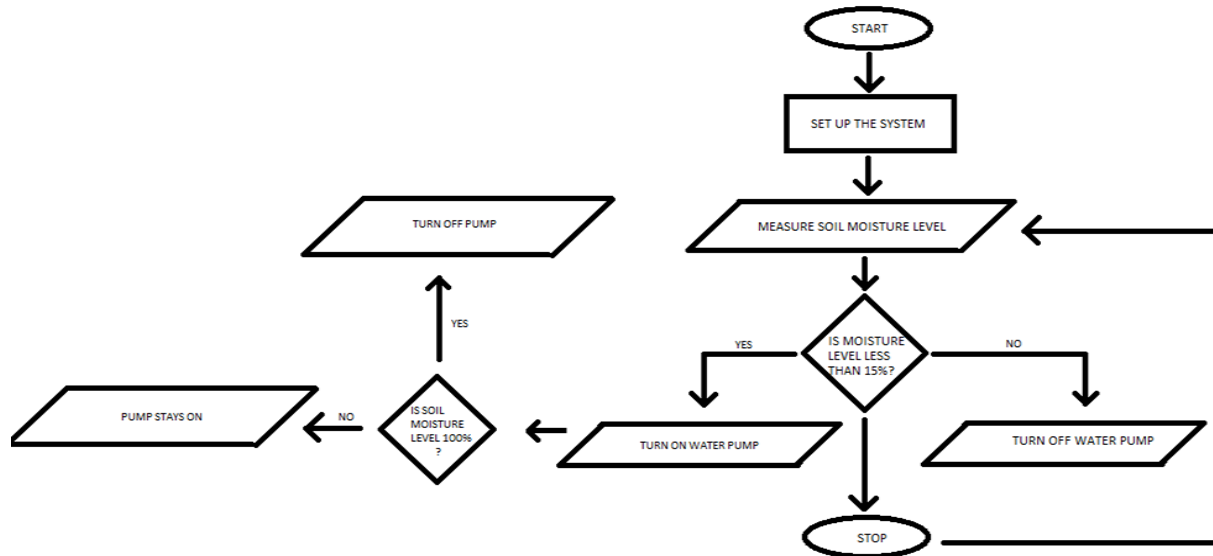 START
SET UP THE SYSTEM
TURN OFF PUMP
MEASURE SOIL MOISTURE LEVEL
YES
IS MOISTURE
LEVEL LESS
THAN 15%?
YES
NO
PUMP STAYS ON
NO
IS SOIL
MOISTURE
LEVEL 100%
?
TURN ON WATER PUMP
TURN OFF WATER PUMP
STOP